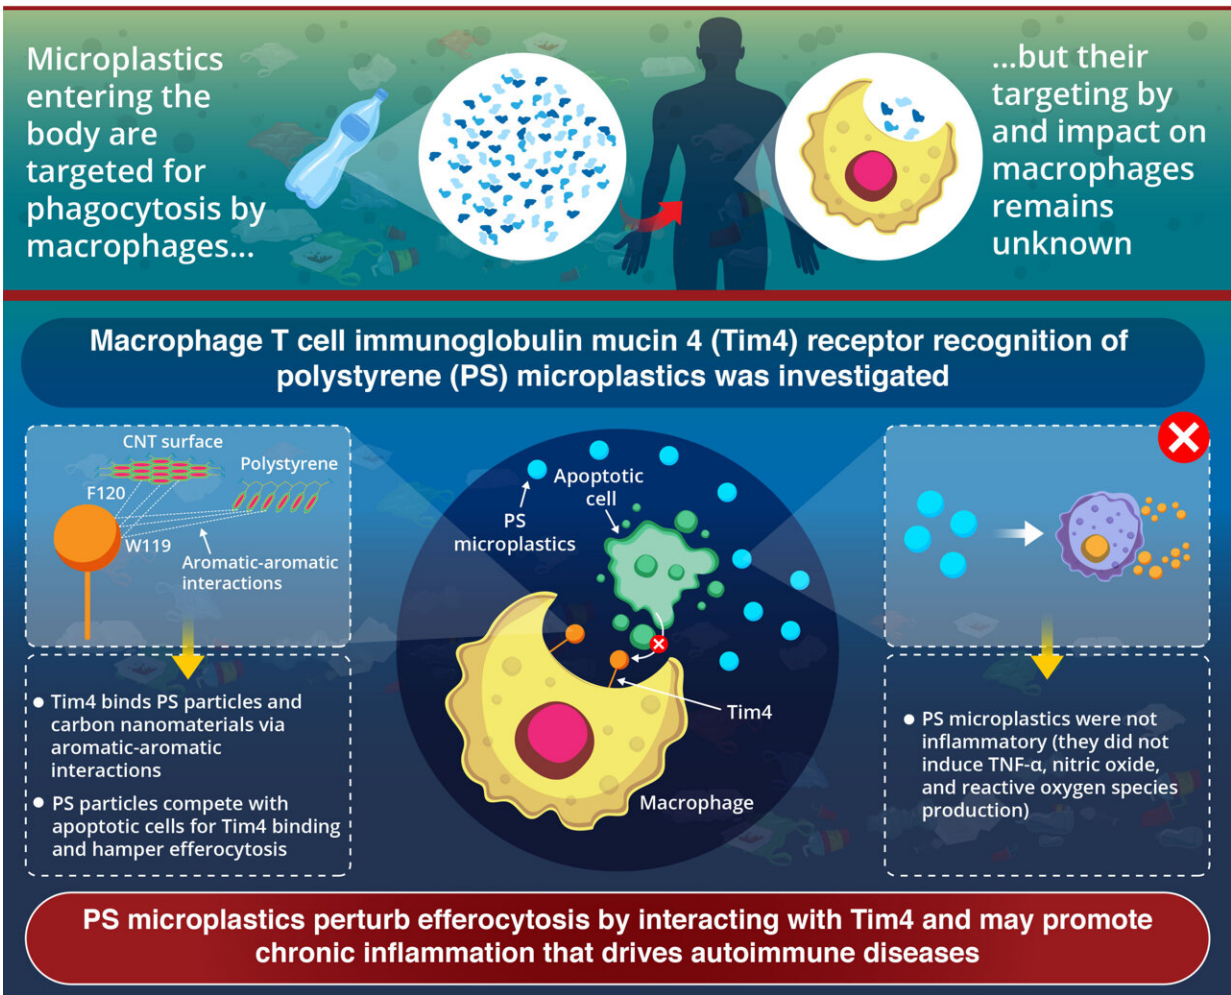 Microplastics
entering the
body are
targeted for
phagocytosis by
macrophages...
...but their
targeting by
and impact on
macrophages
remains
unknown
Macrophage T cell immunoglobulin mucin 4 (Tim4) receptor recognition of
polystyrene (PS) microplastics was investigated
CNT surface
Polystyrene
F120
W119
Aromatic-aromatic
interactions
Tim4 binds PS particles and
carbon nanomaterials via
aromatic-aromatic
interactions
PS particles compete with
apoptotic cells for Tim4 binding
and hamper efferocytosis
Apoptotic
cell
PS
microplastics
Tim4
Macrophage
PS microplastics were not
inflammatory (they did not
induce TNF-α, nitric oxide,
and reactive oxygen species
production)
PS microplastics perturb efferocytosis by interacting with Tim4 and may promote
chronic inflammation that drives autoimmune diseases